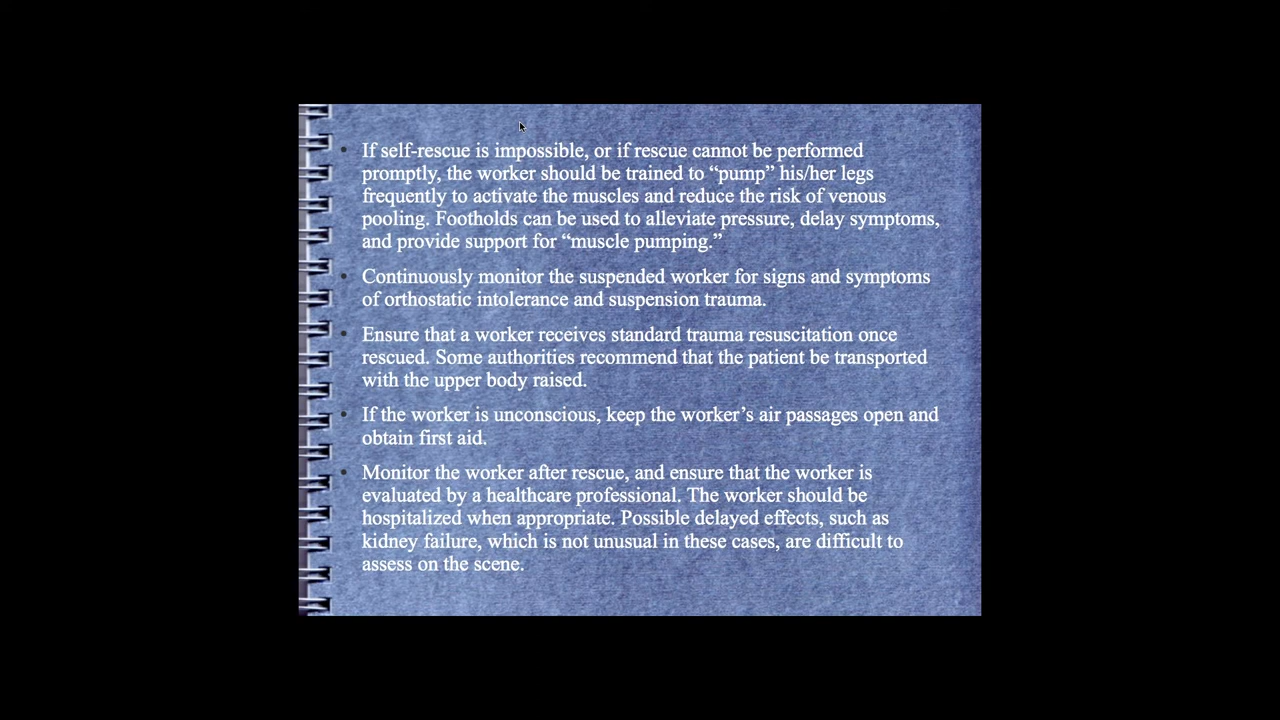 • If self-rescue is impossible, or if rescue cannot be performed
promptly, the worker should be trained to “pump” his/her legs
frequently to activate the muscles and reduce the risk of venous
pooling. Footholds can be used to alleviate pressure, delay symptoms,
and provide support for “muscle pumping.”
• Continuously monitor the suspended worker for signs and symptoms
of orthostatic intolerance and suspension trauma.
• Ensure that a worker receives standard trauma resuscitation once
rescued. Some authorities recommend that the patient be transported
with the upper body raised.
• If the worker is unconscious, keep the worker’s air passages open and
obtain first aid.
• Monitor the worker after rescue, and ensure that the worker is
evaluated by a healthcare professional. The worker should be
hospitalized when appropriate. Possible delayed effects, such as
kidney failure, which is not unusual in these cases, are difficult to
assess on the scene.